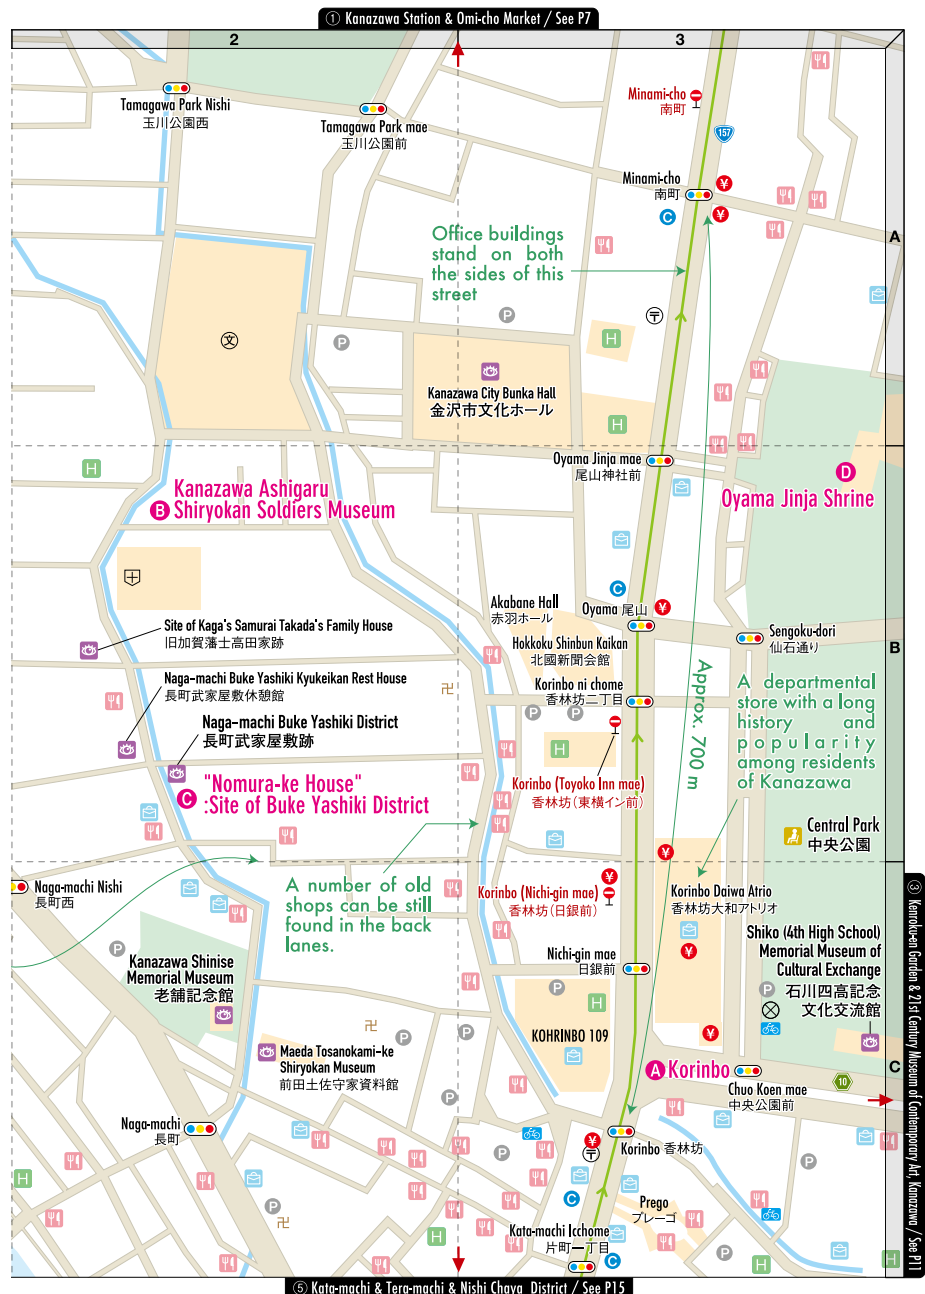 ① Kanazawa Station & Omi-cho Market / See P7
2
3
Tamagawa Park Nishi
玉川公園西
Tamagawa Park mae
玉川公園前
Minami-cho
南町
157
Minami-cho
南町
¥
¥
C
A
Office buildings
stand on both
the sides of this
street
〒
H
P
P
文
Kanazawa City Bunka Hall
金沢市文化ホール
H
H
Oyama Jinja mae
尾山神社前
D
Oyama Jinja Shrine
Kanazawa Ashigaru
B Shiryokan Soldiers Museum
C
Akabane Hall
赤羽ホール
Oyama 尾山
¥
Sengoku-dori
仙石通り
Hokkoku Shinbun Kaikan
北國新聞会館
B
Site of Kaga's Samurai Takada's Family House
旧加賀藩士高田家跡
Naga-machi Buke Yashiki Kyukeikan Rest House
長町武家屋敷休憩館
Korinbo ni chome
香林坊二丁目
P
P
Approx. 700 m
A departmental
store with a long
history and
popularity
among residents
of Kanazawa
Naga-machi Buke Yashiki District
長町武家屋敷跡
H
Korinbo (Toyoko Inn mae)
香林坊(東横イン前)
"Nomura-ke House"
C :Site of Buke Yashiki District
Central Park
中央公園
¥
Naga-machi Nishi
長町西
A number of old
shops can be still
found in the back
lanes.
¥
Korinbo (Nichi-gin mae)
香林坊(日銀前)
Korinbo Daiwa Atrio
香林坊大和アトリオ
¥
Shiko (4th High School)
Memorial Museum of
Cultural Exchange
石川四高記念
文化交流館
P
P
Kanazawa Shinise
Memorial Museum
老舗記念館
Nichi-gin mae
日銀前
P
H
KOHRINBO 109
¥
Maeda Tosanokami-ke
Shiryokan Museum
前田土佐守家資料館
P
P
P
A Korinbo
Chuo Koen mae
中央公園前
10
C
Naga-machi
長町
¥
〒
Korinbo 香林坊
P
P
H
P
C
Prego
プレーゴ
P
Kata-machi Icchome
片町一丁目
C
P
H
H
③ Kenroku-en Garden & 21st Century Museum of Contemporary Art, Kanazawa / See P11
⑤ Kata-machi & Tera-machi & Nishi Chaya District / See P15